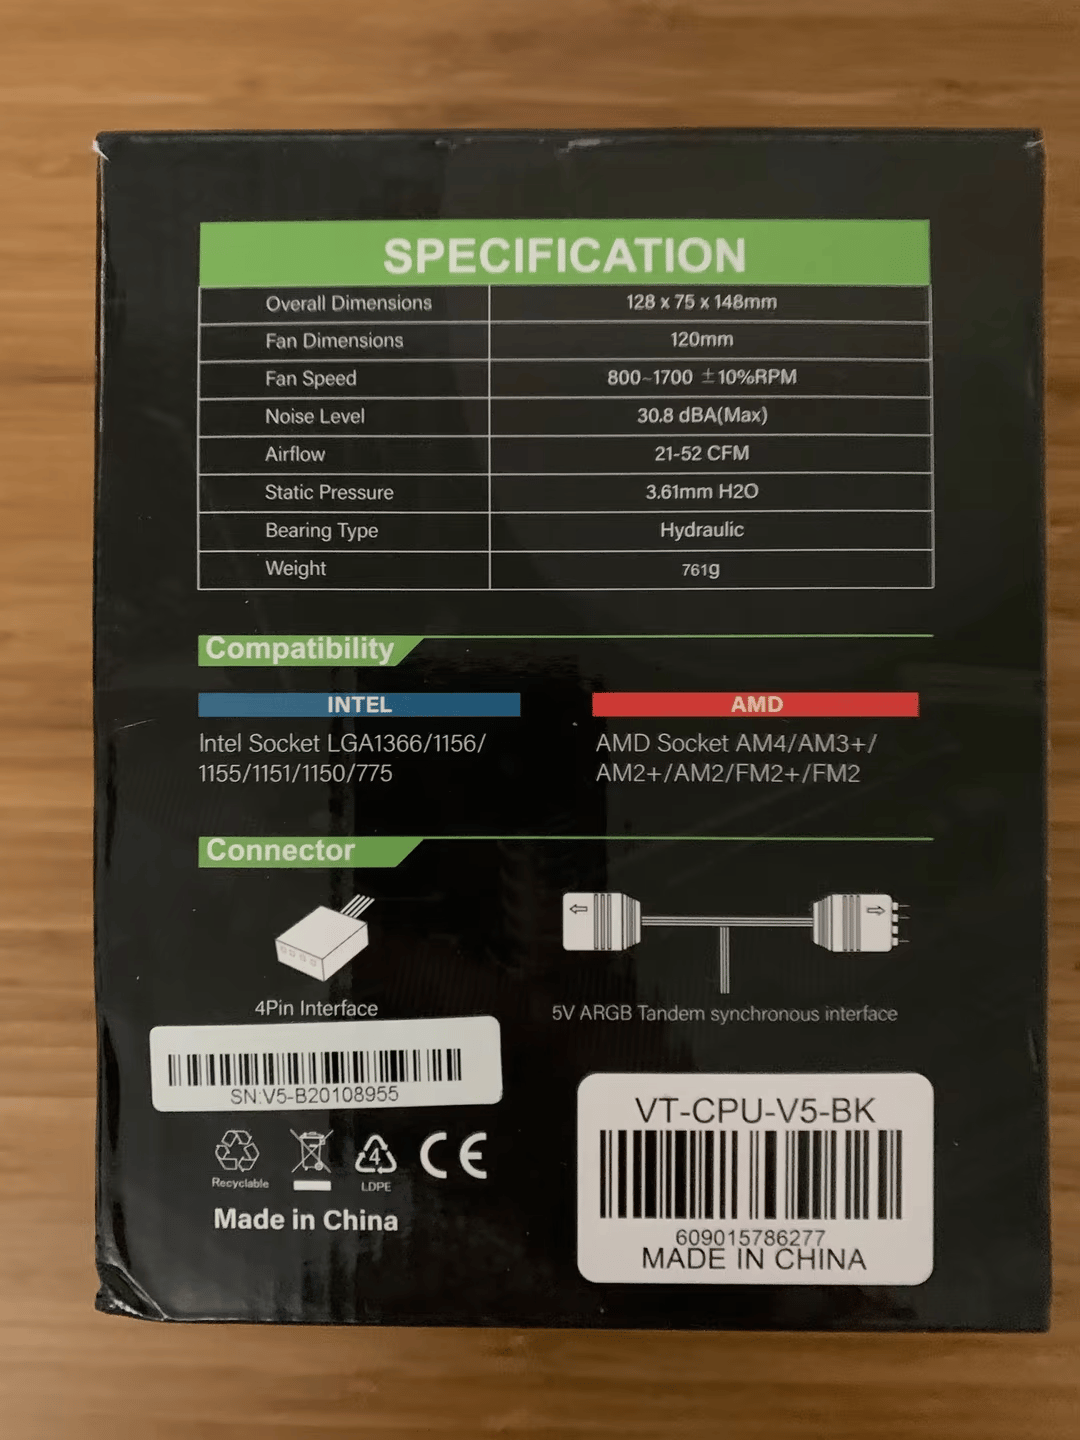 SPECIFICATION
Overall Dimensions 128 x 75 x 148mm
Fan Dimensions 120mm
Fan Speed 800~1700 ±10%RPM
Noise Level 30.8 dBA(Max)
Airflow 21-52 CFM
Static Pressure 3.61mm H2O
Bearing Type Hydraulic
Weight 761g
Compatibility
INTEL
Intel Socket LGA1366/1156/
1155/1151/1150/775
AMD
AMD Socket AM4/AM3+/
AM2+/AM2/FM2+/FM2
Connector
4Pin Interface
5V ARGB Tandem synchronous interface
SN:V5-B20108955
Recyclable
4
LDPE
CE
Made in China
VT-CPU-V5-BK
609015786277
MADE IN CHINA